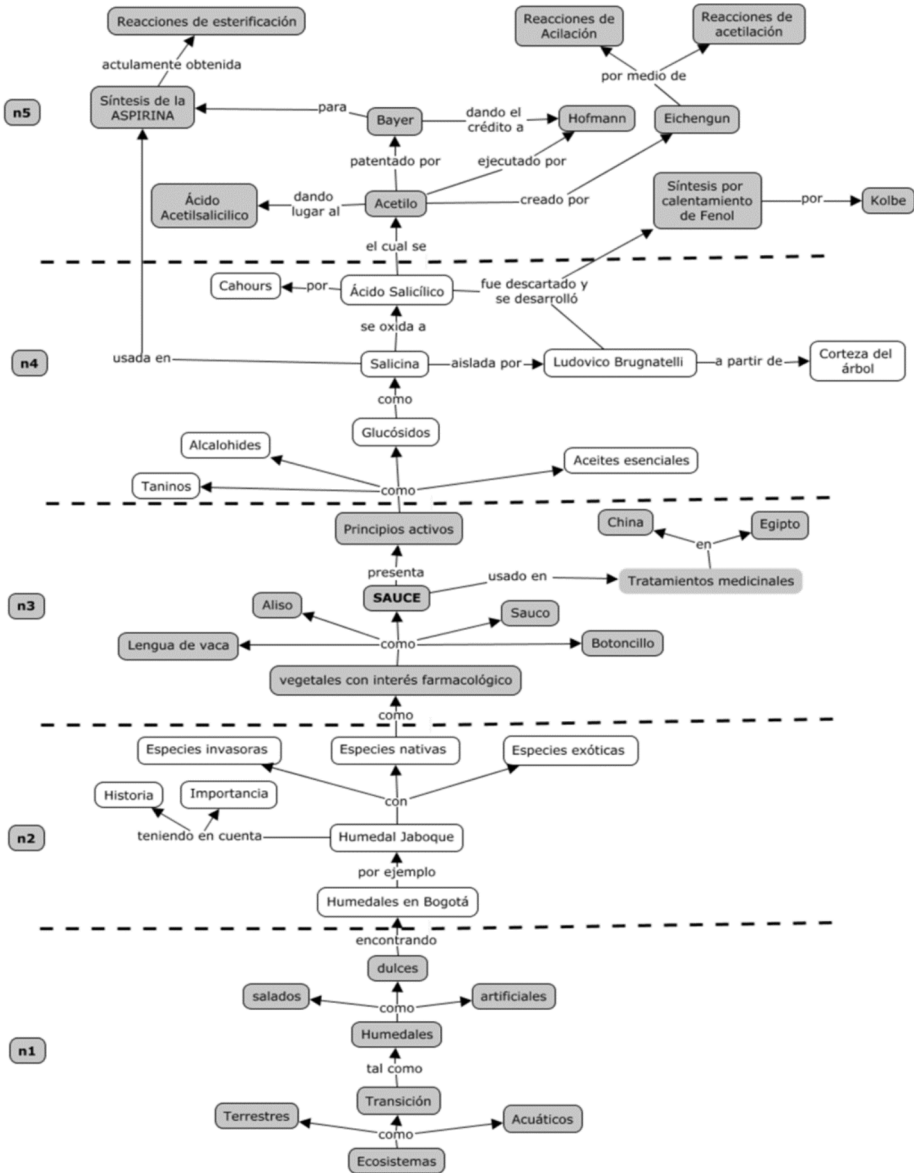 Reacciones de esterificación
Reacciones de
Acilación
Reacciones de
acetilación
actulamente obtenida
por medio de
n5
Síntesis de la
ASPIRINA
para
Bayer
dando el
crédito a
Hofmann
Eichengun
patentado por
ejecutado por
Ácido
Acetilsalicilico
dando
lugar al
Acetilo
creado por
Síntesis por
calentamiento
de Fenol
por
Kolbe
el cual se
Cahours
por
Ácido Salicílico
fue descartado y
se desarrolló
se oxida a
n4
usada en
Salicina
aislada por
Ludovico Brugnatelli
a partir de
Corteza del
árbol
como
Glucósidos
Alcalohides
Aceites esenciales
Taninos
como
Principios activos
China
Egipto
en
presenta
usado en
Tratamientos medicinales
n3
SAUCE
Aliso
Sauco
Lengua de vaca
como
Botoncillo
vegetales con interés farmacológico
como
Especies invasoras
Especies nativas
Especies exóticas
Historia
Importancia
con
n2
teniendo en cuenta
Humedal Jaboque
por ejemplo
Humedales en Bogotá
encontrando
dulces
salados
artificiales
como
n1
Humedales
tal como
Transición
Terrestres
Acuáticos
como
Ecosistemas